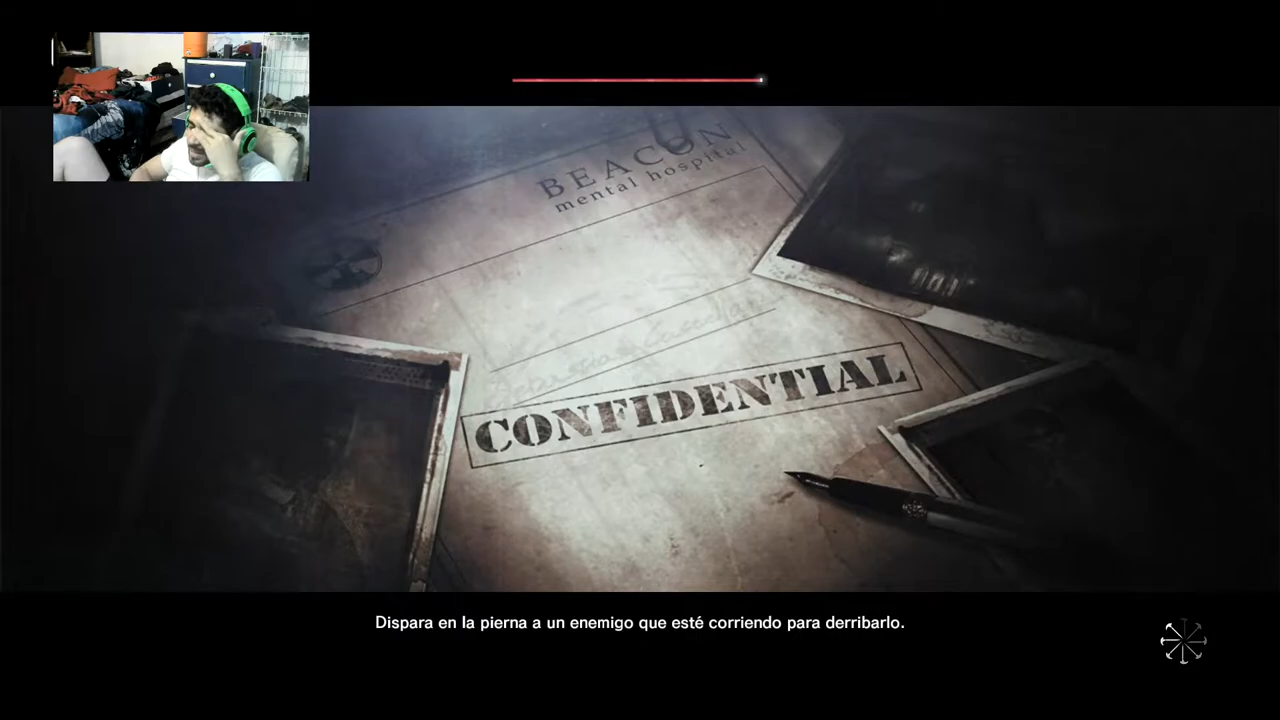 BEACON
mental hospital
CONFIDENTIAL
Dispara en la pierna a un enemigo que esté corriendo para derribarlo.